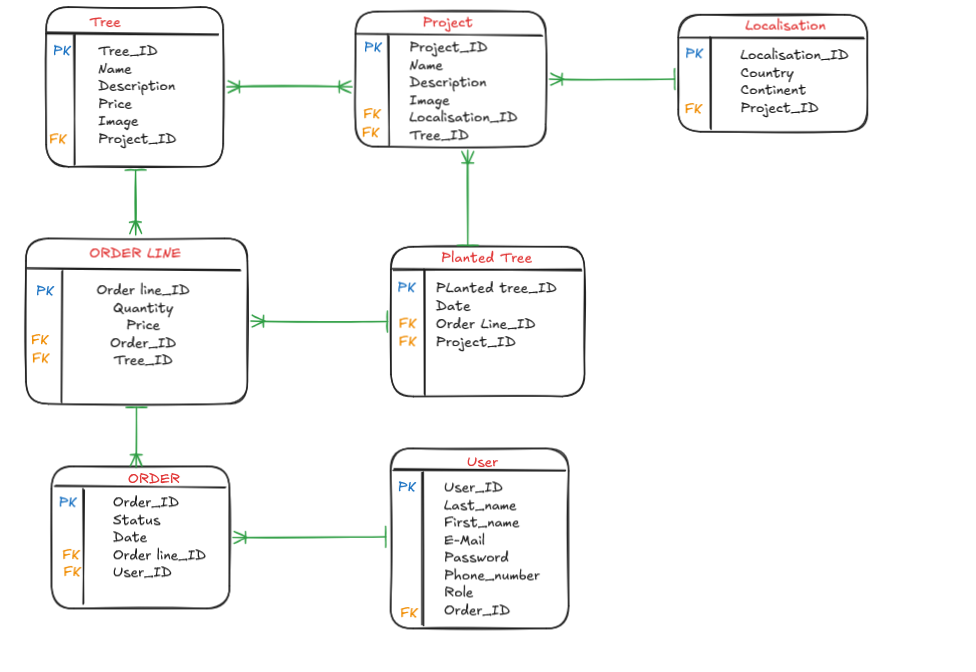 Tree
PK Tree_ID
Name
Description
Price
Image
FK Project_ID
Project
PK Project_ID
Name
Description
Image
FK Localisation_ID
FK Tree_ID
Localisation
PK Localisation_ID
Country
Continent
FK Project_ID
ORDER LINE
PK Order line_ID
Quantity
Price
FK Order_ID
FK Tree_ID
Planted Tree
PK PLanted tree_ID
Date
FK Order Line_ID
FK Project_ID
ORDER
PK Order_ID
Status
Date
FK Order line_ID
FK User_ID
User
PK User_ID
Last_name
First_name
E-Mail
Password
Phone_number
Role
FK Order_ID